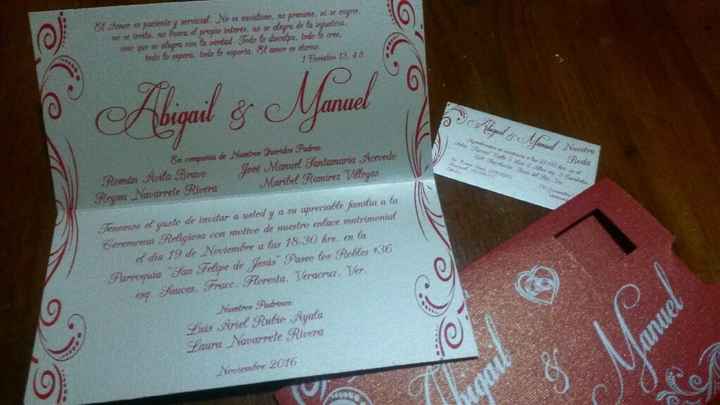 El Amor es paciente y servicial. No es envidioso, no presume, ni se engríe,
no se irrita, no busca el propio interés, no se alegra de la injusticia,
sino que se alegra con la verdad. Todo lo disculpa, todo lo cree,
todo lo espera, todo lo soporta, El amor es eterno.
1 Corintios 13, 4-8
Abigail & Manuel
En compañía de Nuestros Queridos Padres
Román Avila Bravo José Manuel Santamaría Acevedo
Reyna Navarrete Rivera Maribel Ramírez Villegas
Tenemos el gusto de invitar a usted y a su apreciable familia a la
Ceremonia Religiosa con motivo de nuestro enlace matrimonial
el día 19 de Noviembre a las 18:30 hrs. en la
Parroquia "San Felipe de Jesús" Paseo los Robles #36
esq. Sauces, Fracc. Floresta, Veracruz, Ver.
Nuestros Padrinos
Luis Ariel Rubio Ayala
Laura Navarrete Rivera
Noviembre 2016
Abigail & Manuel Nuestra
Boda
Abigail & Manuel